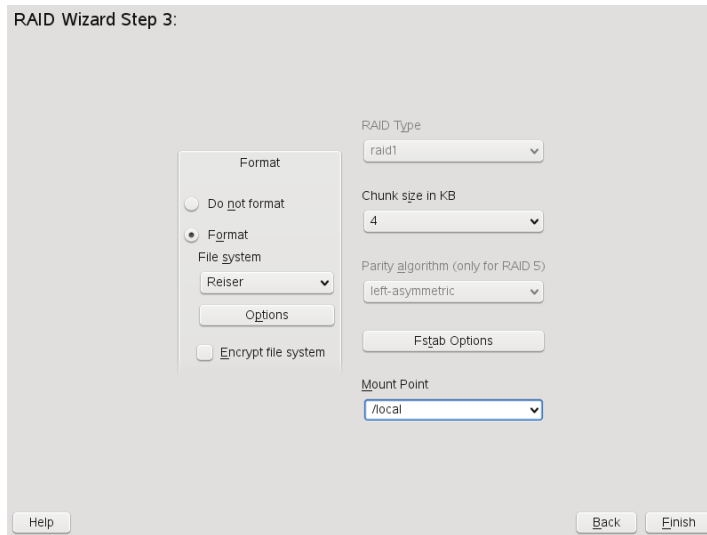 RAID Wizard Step 3:
Format
Do not format
Format
File system
Reiser
Options
Encrypt file system
RAID Type
raid1
Chunk size in KB
4
Parity algorithm (only for RAID 5)
left-asymmetric
Fstab Options
Mount Point
/local
Help
Back
Finish